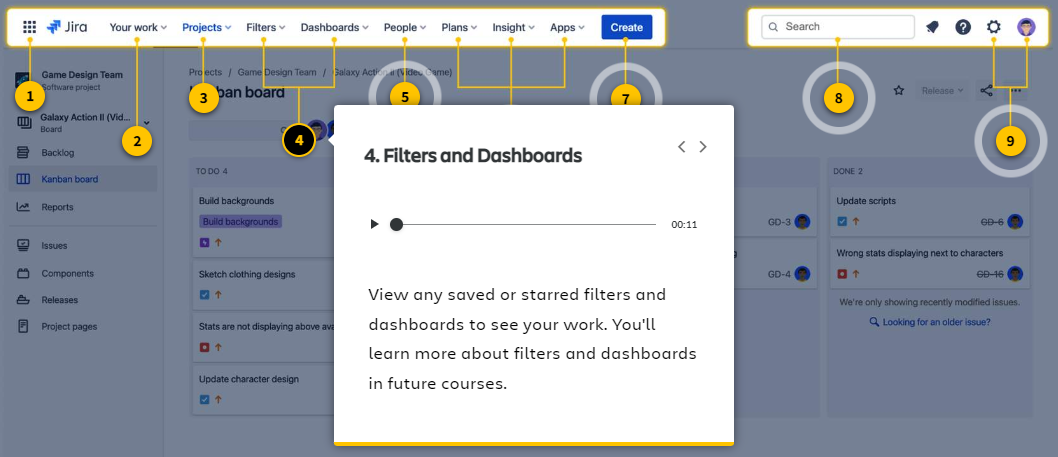 Jira Your work Projects Filters Dashboards People Plans Insight Apps Create Search
Game Design Team
Software project
Projects / Game Design Team / Galaxy Action II (Video Game)
1 3 5 7 8
Kanban board
Release
Galaxy Action II (Vid...
Board
2 4 9
4. Filters and Dashboards
Backlog
Kanban board
TO DO 4
DONE 2
Reports
Build backgrounds
Build backgrounds
Update scripts
GD-3
GD-6
00:11
Issues
Components
Sketch clothing designs
Wrong stats displaying next to characters
GD-4
GD-16
Releases
View any saved or starred filters and
dashboards to see your work. You'll
learn more about filters and dashboards
in future courses.
We're only showing recently modified issues.
Looking for an older issue?
Project pages
Stats are not displaying above
Update character design